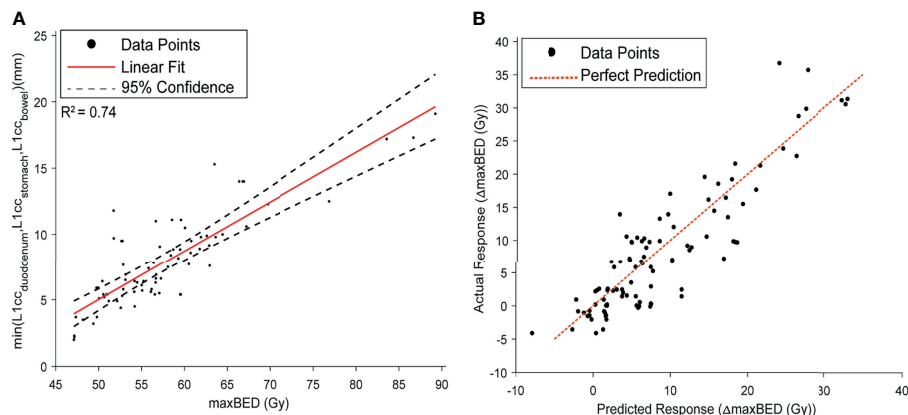 A
25
20
15
10
5
0
min(L1cc_duodcenum,L1cc_stomach,L1cc_bowel)(mm)
Data Points
Linear Fit
95% Confidence
R² = 0.74
45 50 55 60 65 70 75 80 85 90
maxBED (Gy)
B
40
35
30
25
20
15
10
5
0
-5
-10
Actual Response (ΔmaxBED (Gy))
Data Points
Perfect Prediction
-10 0 10 20 30 40
Predicted Response (ΔmaxBED (Gy))